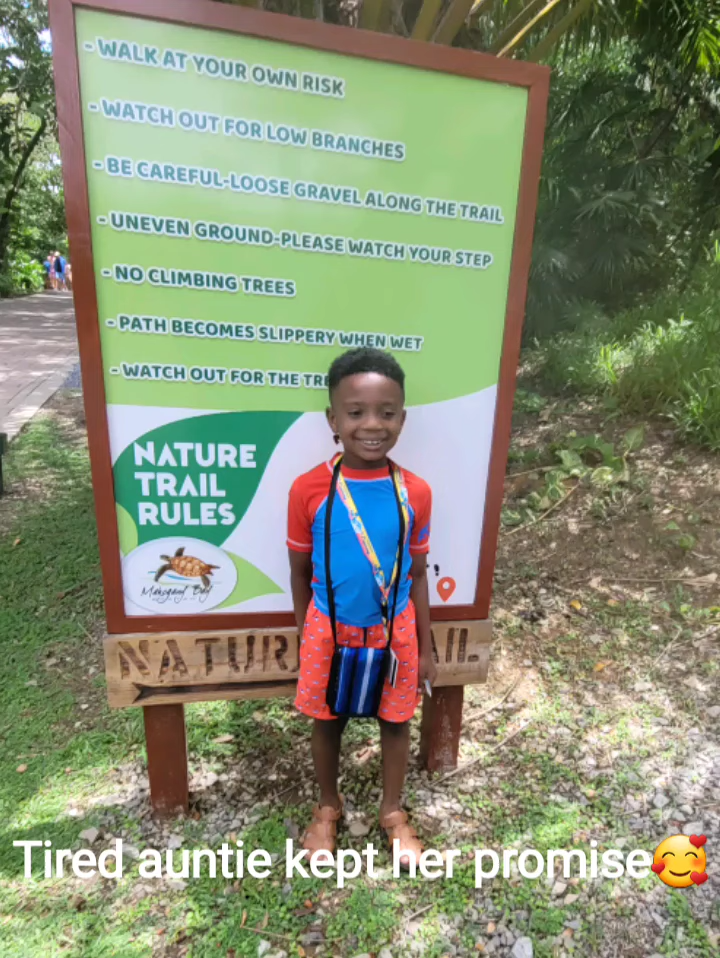 - WALK AT YOUR OWN RISK
- WATCH OUT FOR LOW BRANCHES
- BE CAREFUL-LOOSE GRAVEL ALONG THE TRAIL
- UNEVEN GROUND-PLEASE WATCH YOUR STEP
- NO CLIMBING TREES
- PATH BECOMES SLIPPERY WHEN WET
- WATCH OUT FOR THE
NATURE
TRAIL
RULES
Mahogany Bay
Tired auntie kept her promise🥰